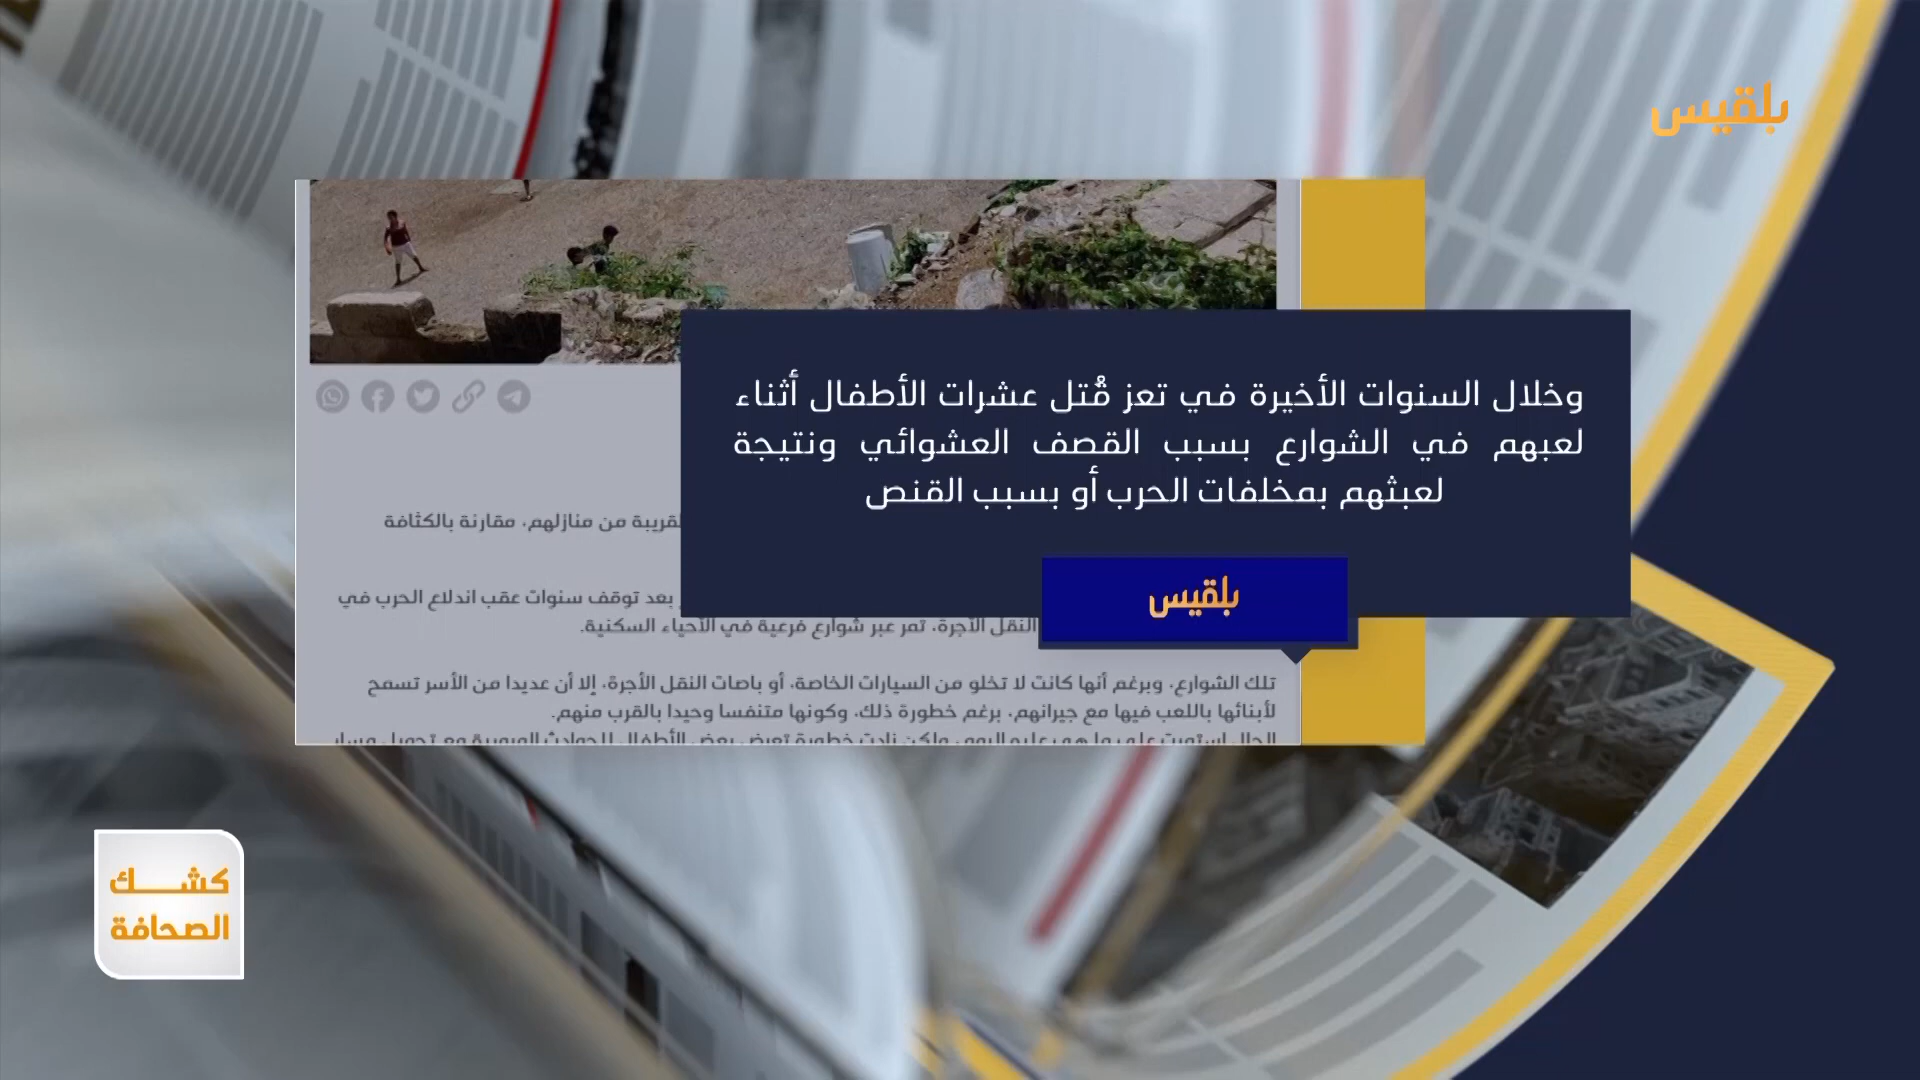 بلقيس
وخلال السنوات الأخيرة في تعز قُتل عشرات الأطفال أثناء
لعبهم في الشوارع بسبب القصف العشوائي ونتيجة
لعبثهم بمخلفات الحرب أو بسبب القنص
بلقيس
لقريبة من منازلهم، مقارنة بالكثافة
بعد توقف سنوات عقب اندلاع الحرب في
النقل الأجرة، تمر عبر شوارع فرعية في الأحياء السكنية.
تلك الشوارع، وبرغم أنها كانت لا تخلو من السيارات الخاصة، أو باصات النقل الأجرة، إلا أن عديدا من الأسر تسمح
لأبنائها باللعب فيها مع جيرانهم، برغم خطورة ذلك، وكونها متنفسا وحيدا بالقرب منهم.
كشك
الصحافة